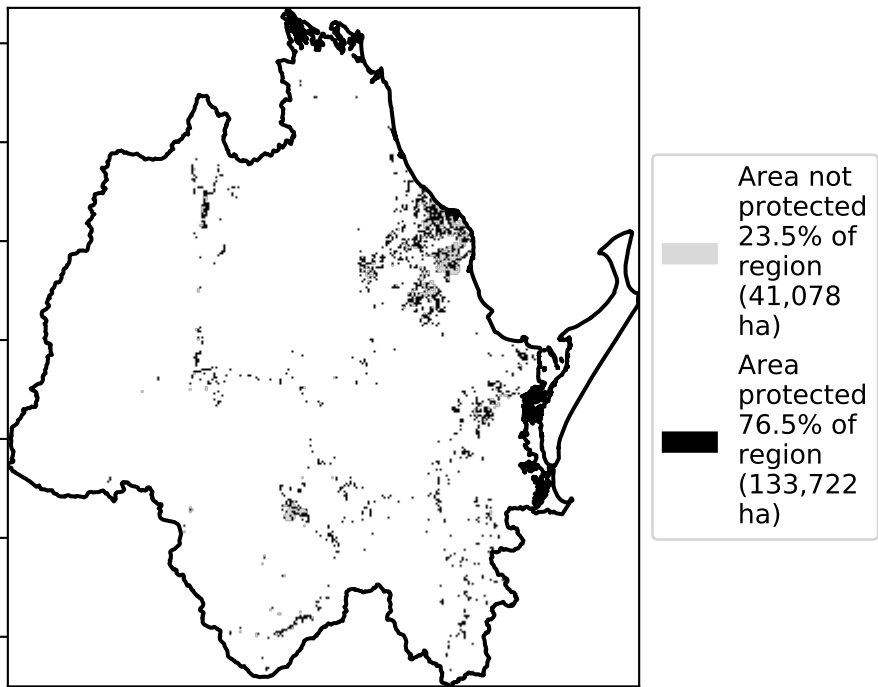 Area not
protected
23.5% of
region
(41,078
ha)
Area
protected
76.5% of
region
(133,722
ha)